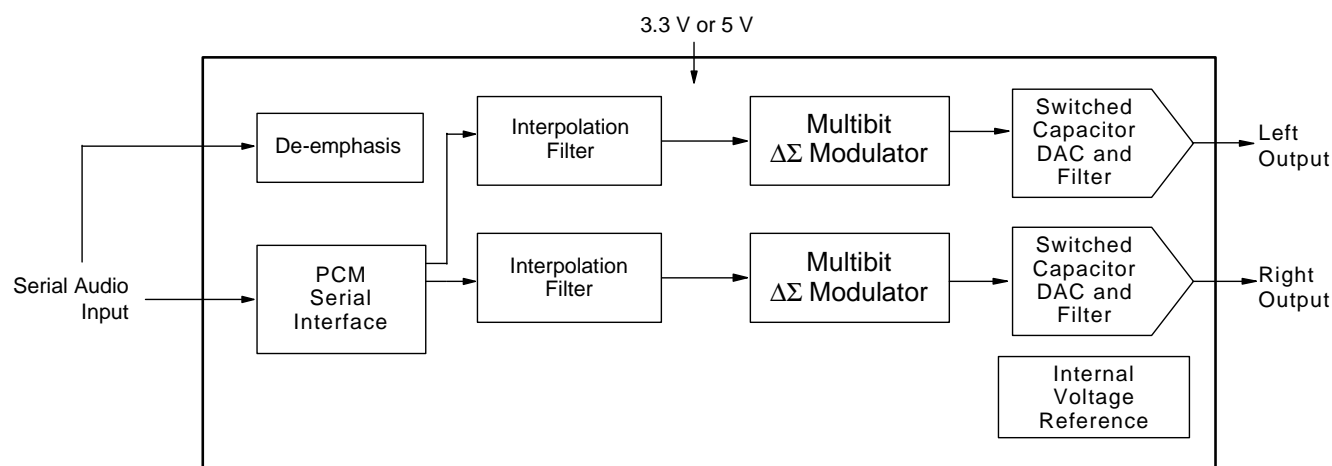 3.3 V or 5 V
De-emphasis
Interpolation
Filter
Multibit
ΔΣ Modulator
Switched
Capacitor
DAC and
Filter
Left
Output
Serial Audio
Input
PCM
Serial
Interface
Interpolation
Filter
Multibit
ΔΣ Modulator
Switched
Capacitor
DAC and
Filter
Right
Output
Internal
Voltage
Reference